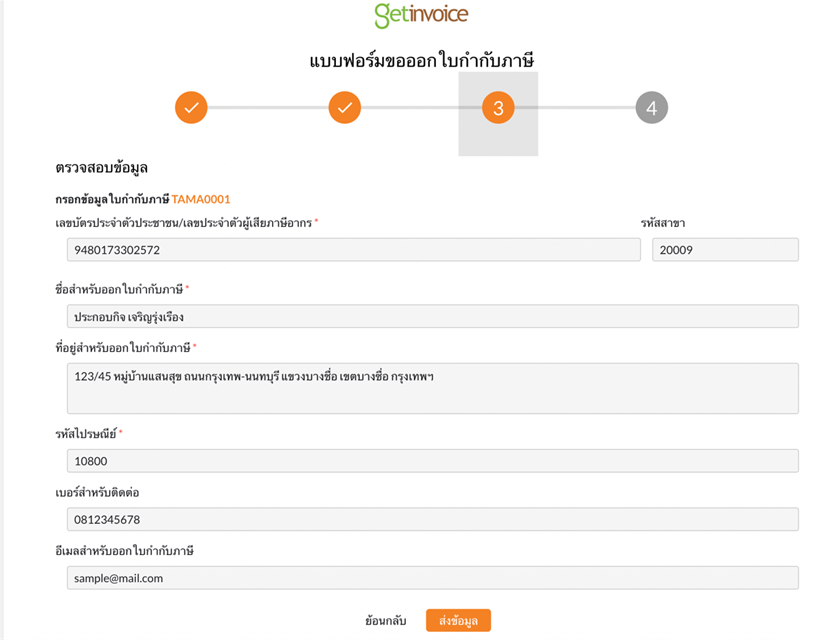 getinvoice
แบบฟอร์มขอออกใบกำกับภาษี
3 4
ตรวจสอบข้อมูล
กรอกข้อมูลใบกำกับภาษี TAMA0001
เลขบัตรประจำตัวประชาชน/เลขประจำตัวผู้เสียภาษีอากร * รหัสสาขา
9480173302572 20009
ชื่อสำหรับออกใบกำกับภาษี *
ประกอบกิจ เจริญรุ่งเรือง
ที่อยู่สำหรับออกใบกำกับภาษี *
123/45 หมู่บ้านแสนสุข ถนนกรุงเทพ-นนทบุรี แขวงบางซื่อ เขตบางซื่อ กรุงเทพฯ
รหัสไปรษณีย์ *
10800
เบอร์สำหรับติดต่อ
0812345678
อีเมลสำหรับออกใบกำกับภาษี
sample@mail.com
ย้อนกลับ ส่งข้อมูล